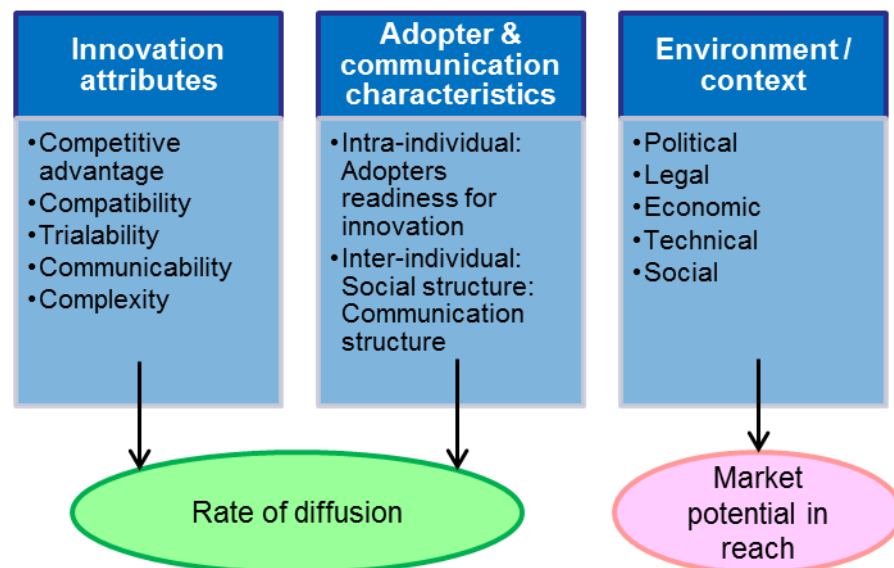 Innovation
attributes
•Competitive
advantage
•Compatibility
•Trialability
•Communicability
•Complexity
Adopter &
communication
characteristics
•Intra-individual:
Adopters
readiness for
innovation
•Inter-individual:
Social structure:
Communication
structure
Environment /
context
•Political
•Legal
•Economic
•Technical
•Social
Rate of diffusion
Market
potential in
reach